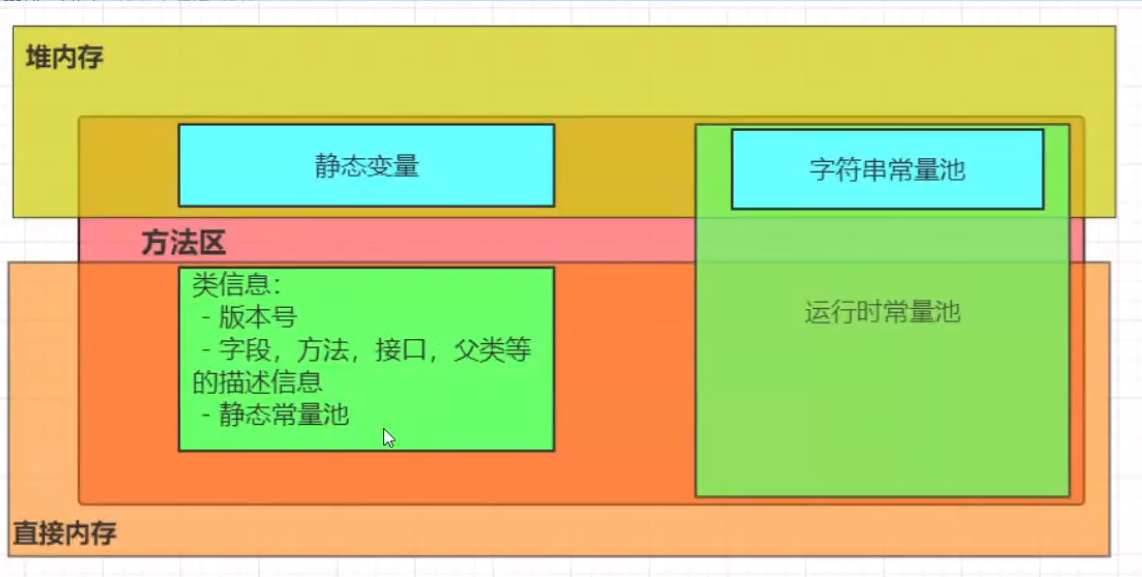 堆内存
静态变量
字符串常量池
方法区
类信息:
- 版本号
- 字段，方法，接口，父类等
的描述信息
- 静态常量池
运行时常量池
直接内存